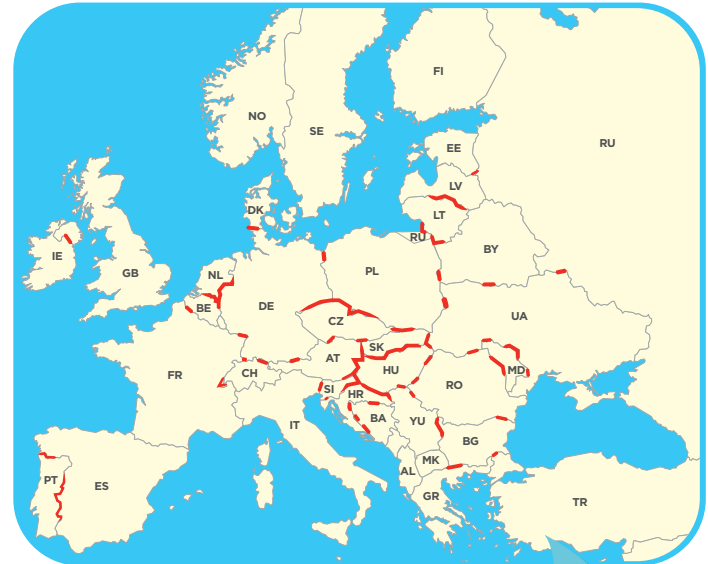 FI
NO
SE
RU
EE
LV
DK
LT
RU
BY
IE
GB
NL
PL
BE
DE
UA
CZ
SK
AT
FR
CH
HU
MD
RO
SI
HR
BA
YU
IT
BG
MK
AL
PT
ES
GR
TR